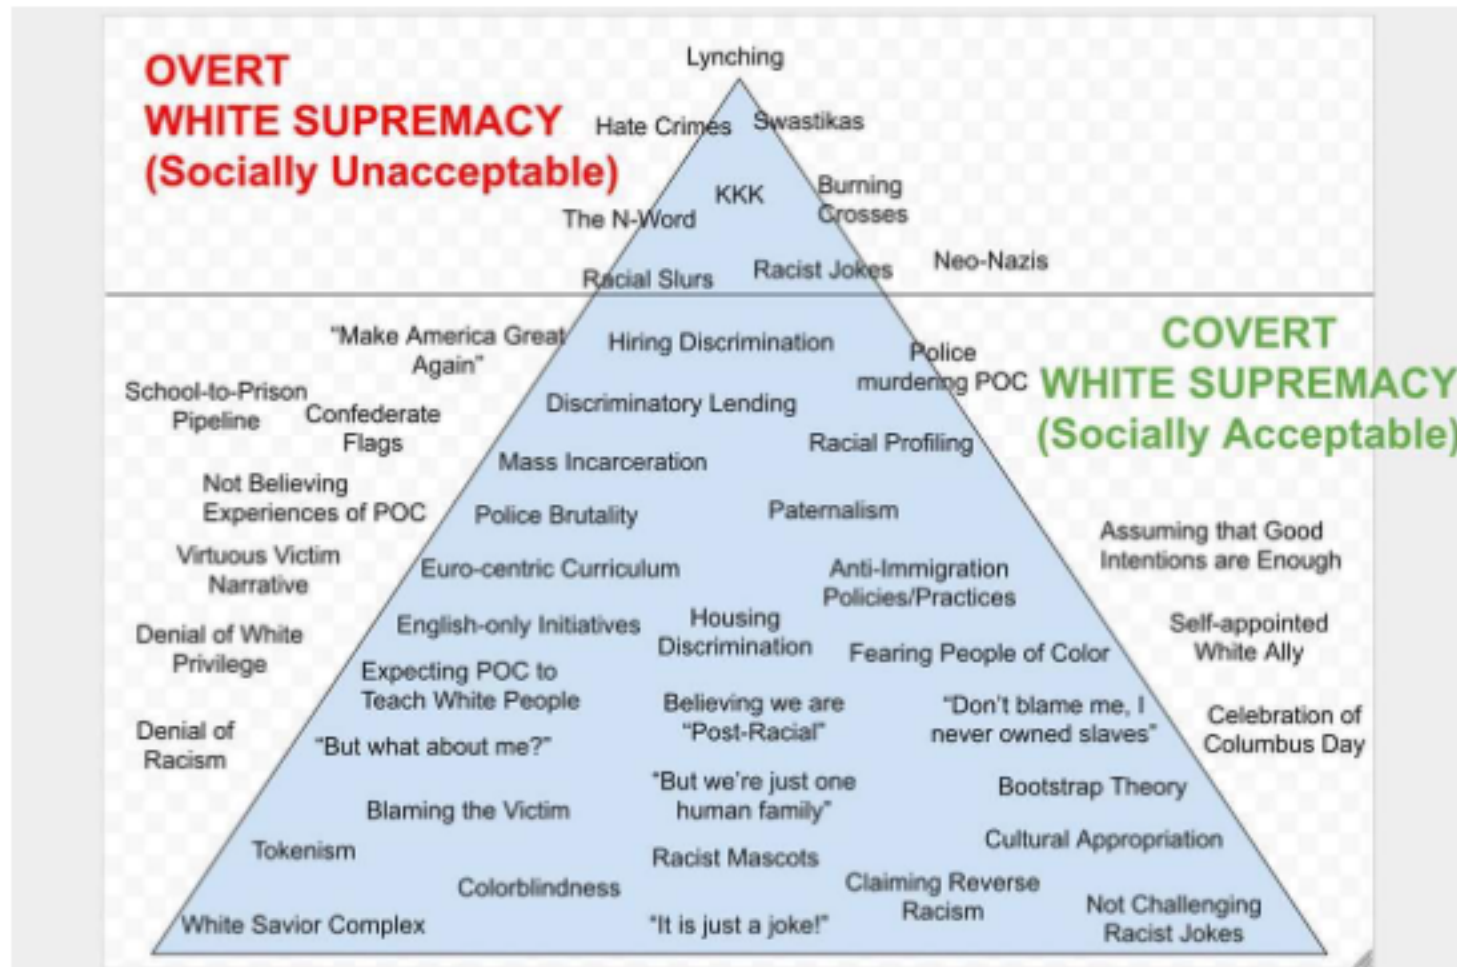 Lynching
OVERT
WHITE SUPREMACY
(Socially Unacceptable)
Hate Crimes
Swastikas
KKK
Burning
Crosses
The N-Word
Neo-Nazis
Racial Slurs
Racist Jokes
COVERT
WHITE SUPREMACY
(Socially Acceptable)
"Make America Great
Again"
Hiring Discrimination
Police
murdering POC
School-to-Prison
Pipeline
Confederate
Flags
Discriminatory Lending
Racial Profiling
Mass Incarceration
Not Believing
Experiences of POC
Police Brutality
Paternalism
Assuming that Good
Intentions are Enough
Virtuous Victim
Narrative
Euro-centric Curriculum
Anti-Immigration
Policies/Practices
English-only Initiatives
Housing
Discrimination
Self-appointed
White Ally
Denial of White
Privilege
Fearing People of Color
Expecting POC to
Teach White People
Believing we are
"Post-Racial"
"Don't blame me, I
never owned slaves"
Celebration of
Columbus Day
Denial of
Racism
"But what about me?"
"But we're just one
human family"
Bootstrap Theory
Blaming the Victim
Cultural Appropriation
Tokenism
Racist Mascots
Colorblindness
Claiming Reverse
Racism
Not Challenging
Racist Jokes
White Savior Complex
"It is just a joke!"